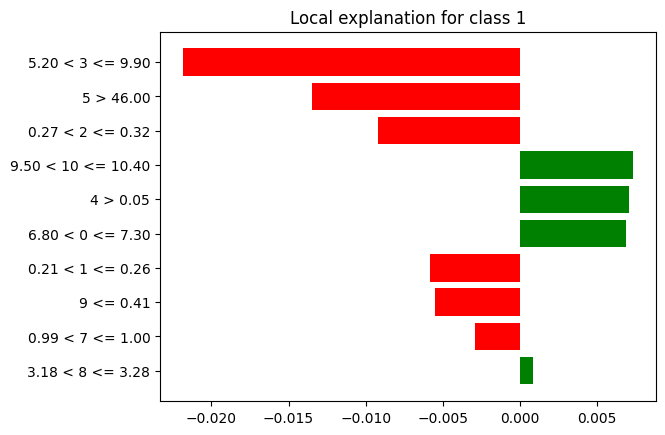 Local explanation for class 1
5.20 < 3 <= 9.90
5 > 46.00
0.27 < 2 <= 0.32
9.50 < 10 <= 10.40
4 > 0.05
6.80 < 0 <= 7.30
0.21 < 1 <= 0.26
9 <= 0.41
0.99 < 7 <= 1.00
3.18 < 8 <= 3.28
−0.020 −0.015 −0.010 −0.005 0.000 0.005